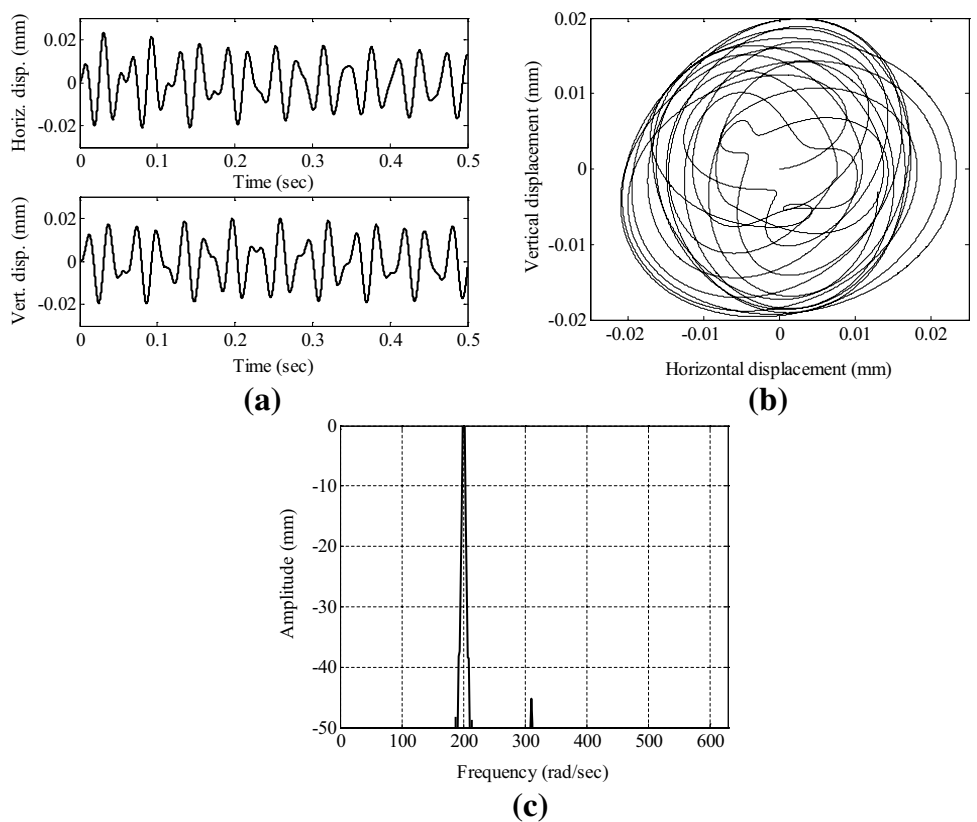 Horiz. disp. (mm)
0.02
0
-0.02
0 0.1 0.2 0.3 0.4 0.5
Time (sec)
Vert. disp. (mm)
0.02
0
-0.02
0 0.1 0.2 0.3 0.4 0.5
Time (sec)
(a)
Vertical displacement (mm)
0.02
0.01
0
-0.01
-0.02
-0.02 -0.01 0 0.01 0.02
Horizontal displacement (mm)
(b)
Amplitude (mm)
0
-10
-20
-30
-40
-50
0 100 200 300 400 500 600
Frequency (rad/sec)
(c)